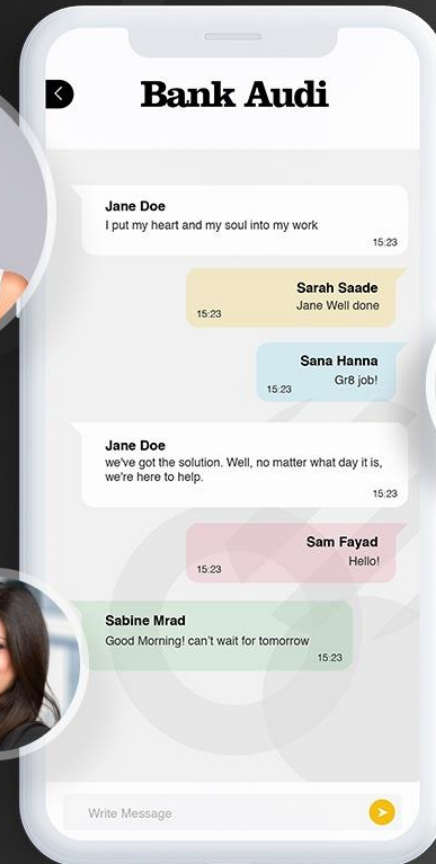 Bank Audi
Jane Doe
I put my heart and my soul into my work
15:23
Sarah Saade
Jane Well done
15:23
Sana Hanna
Gr8 job!
15:23
Jane Doe
we've got the solution. Well, no matter what day it is,
we're here to help.
15:23
Sam Fayad
Hello!
15:23
Sabine Mrad
Good Morning! can't wait for tomorrow
15:23
Write Message